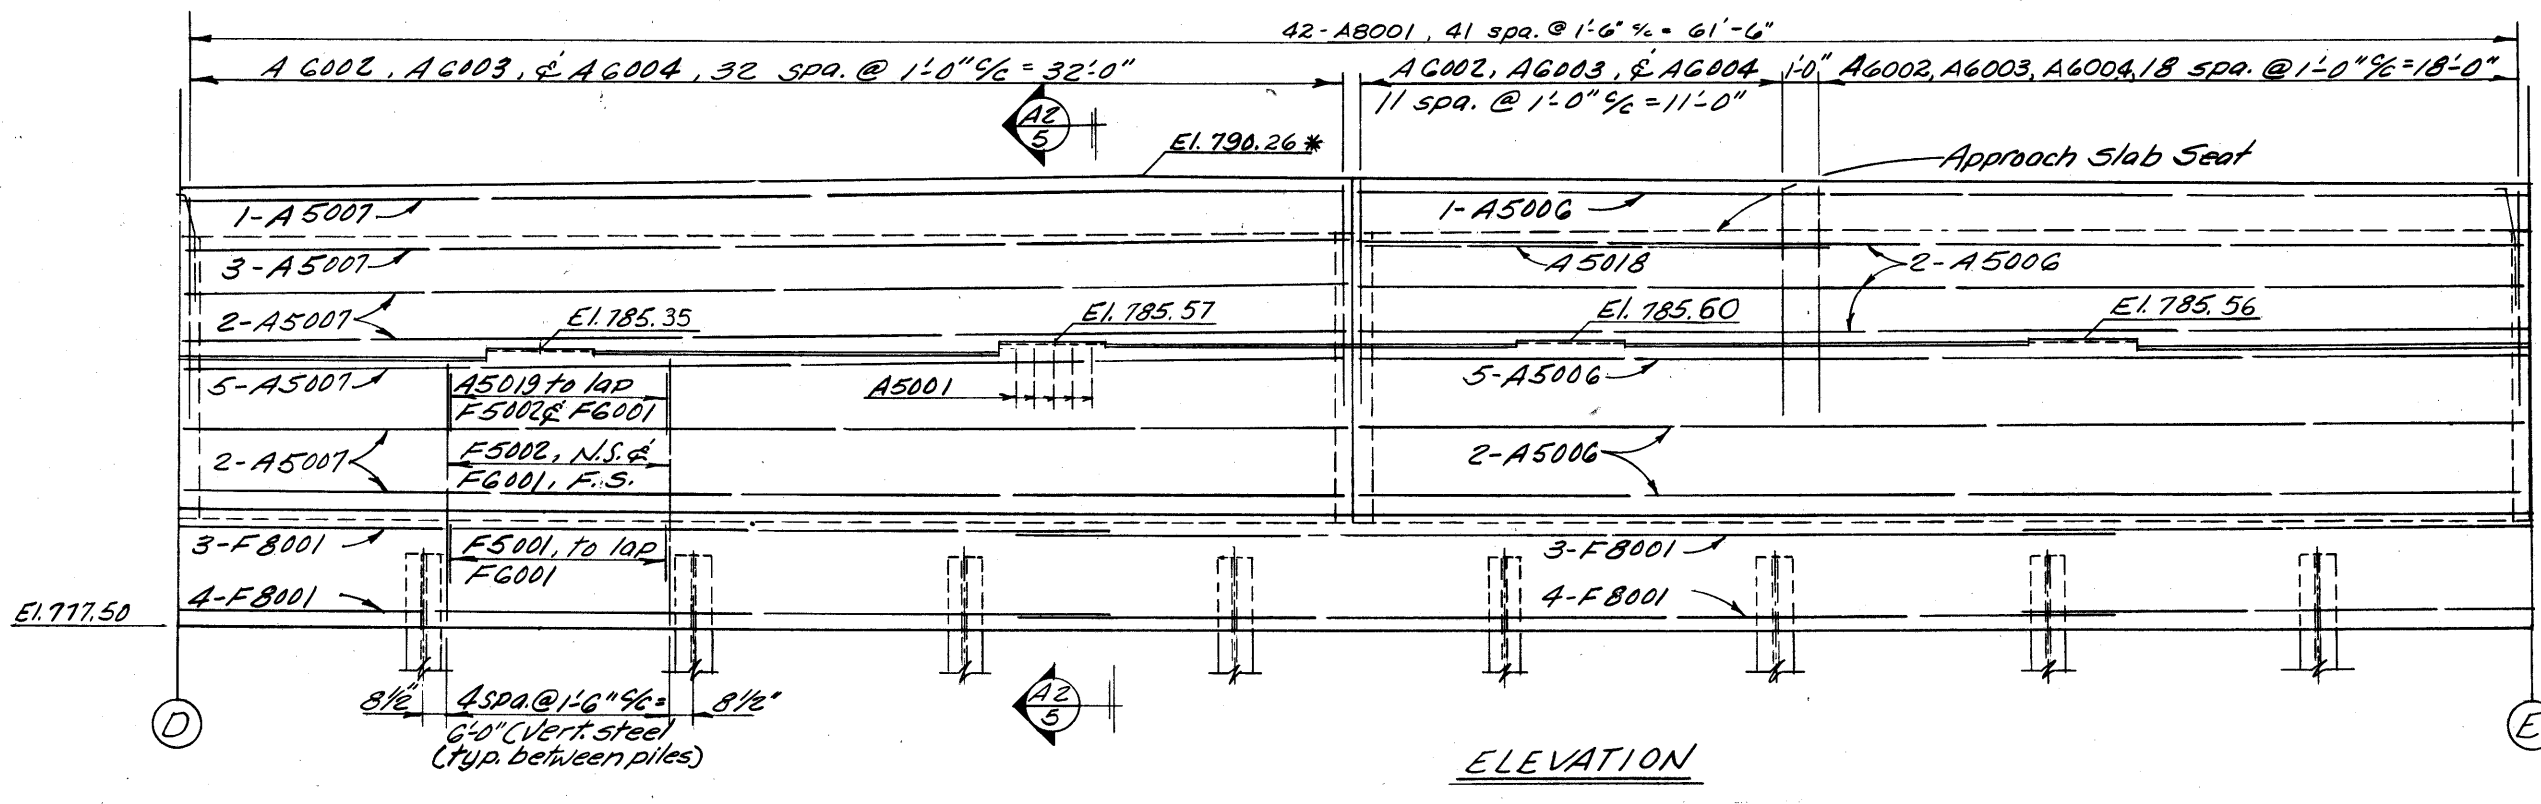 42-A8001, 41 spa. @ 1'-6" c/c = 61'-6"
A6002, A6003, & A6004, 32 spa. @ 1'-0" c/c = 32'-0"
A6002, A6003, & A6004
11 spa. @ 1'-0" c/c = 11'-0"
1'-0"
A6002, A6003, A6004, 18 spa. @ 1'-0" c/c = 18'-0"
A2
5
El. 790.26 *
Approach Slab Seat
1-A5007
1-A5006
3-A5007
A5018
2-A5006
2-A5007
El. 785.35
El. 785.57
El. 785.60
El. 785.56
5-A5007
A5019 to lap
F5002 & F6001
A5001
5-A5006
2-A5007
F5002, N.S. &
F6001, F.S.
2-A5006
3-F8001
F5001, to lap
F6001
3-F8001
4-F8001
4-F8001
El. 777.50
8½"
4 spa. @ 1'-6" c/c =
6'-0" (Vert. steel
(typ. between piles)
8½"
A2
5
D
E
ELEVATION